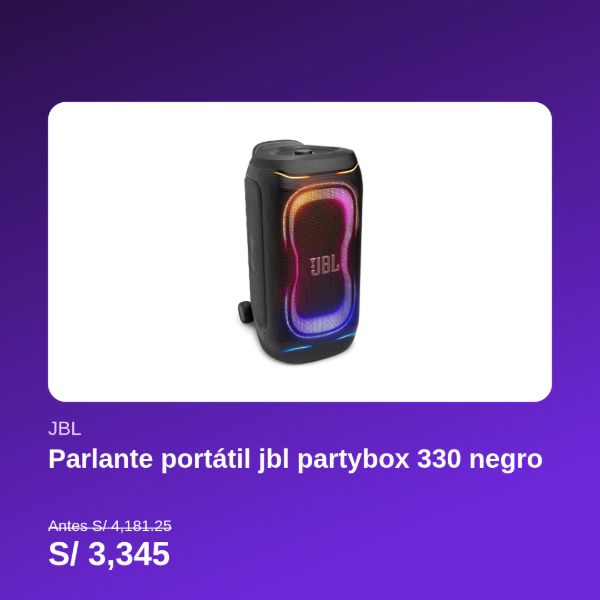 JBL
JBL
Parlante portátil jbl partybox 330 negro
Antes S/ 4,181.25
S/ 3,345